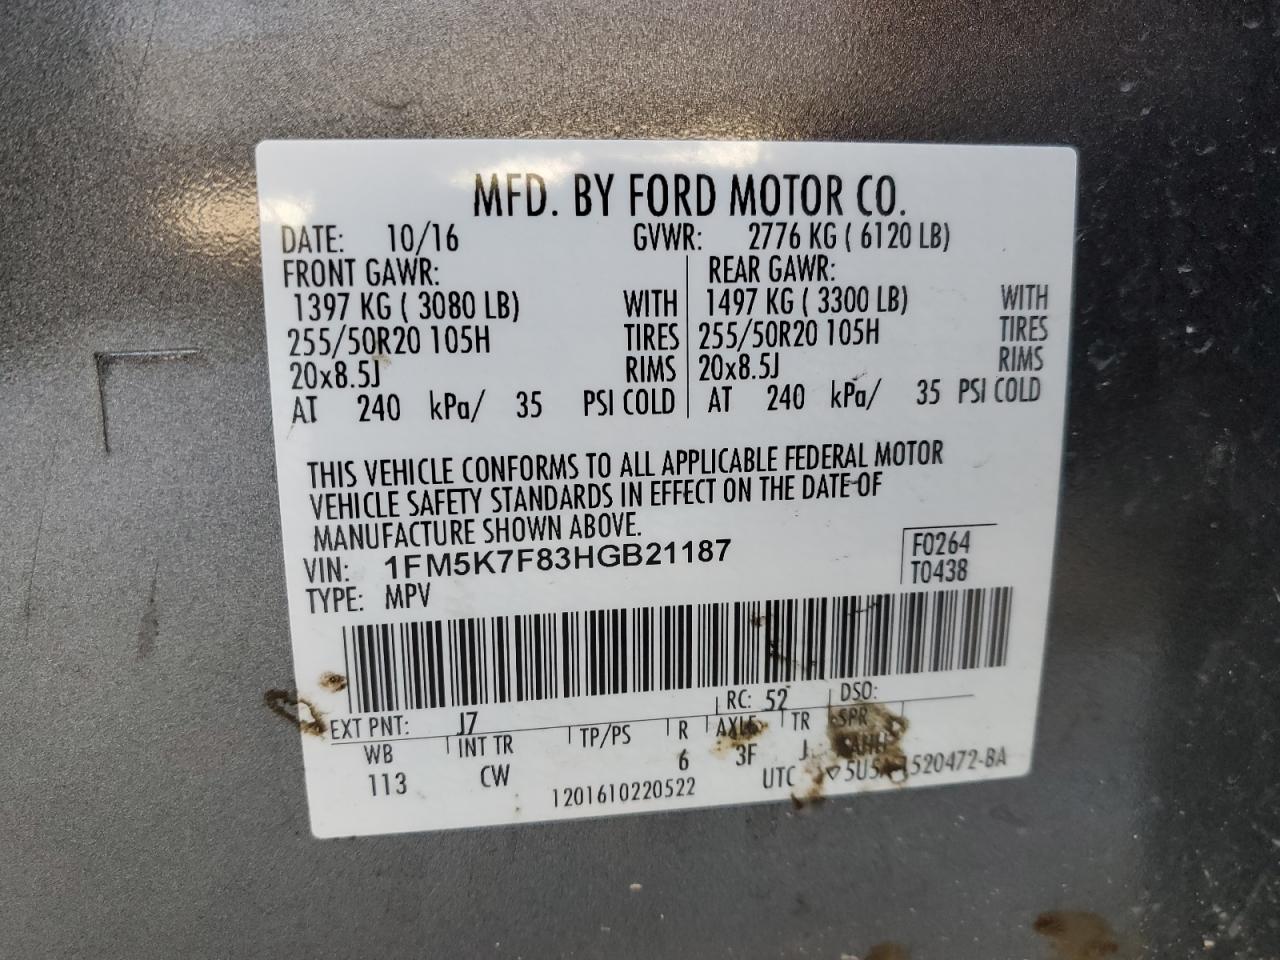 MFD. BY FORD MOTOR CO.
DATE: 10/16 GVWR: 2776 KG ( 6120 LB)
FRONT GAWR: REAR GAWR:
1397 KG ( 3080 LB) WITH 1497 KG ( 3300 LB) WITH
255/50R20 105H TIRES 255/50R20 105H TIRES
20x8.5J RIMS 20x8.5J RIMS
AT 240 kPa/ 35 PSI COLD AT 240 kPa/ 35 PSI COLD
THIS VEHICLE CONFORMS TO ALL APPLICABLE FEDERAL MOTOR
VEHICLE SAFETY STANDARDS IN EFFECT ON THE DATE OF
MANUFACTURE SHOWN ABOVE.
VIN: 1FM5K7F83HGB21187 F0264
TYPE: MPV T0438
EXT PNT: J7 RC: 52 DSO:
WB INT TR TP/PS R AXLE TR SPR
113 CW 6 3F J
1201610220522 UTC